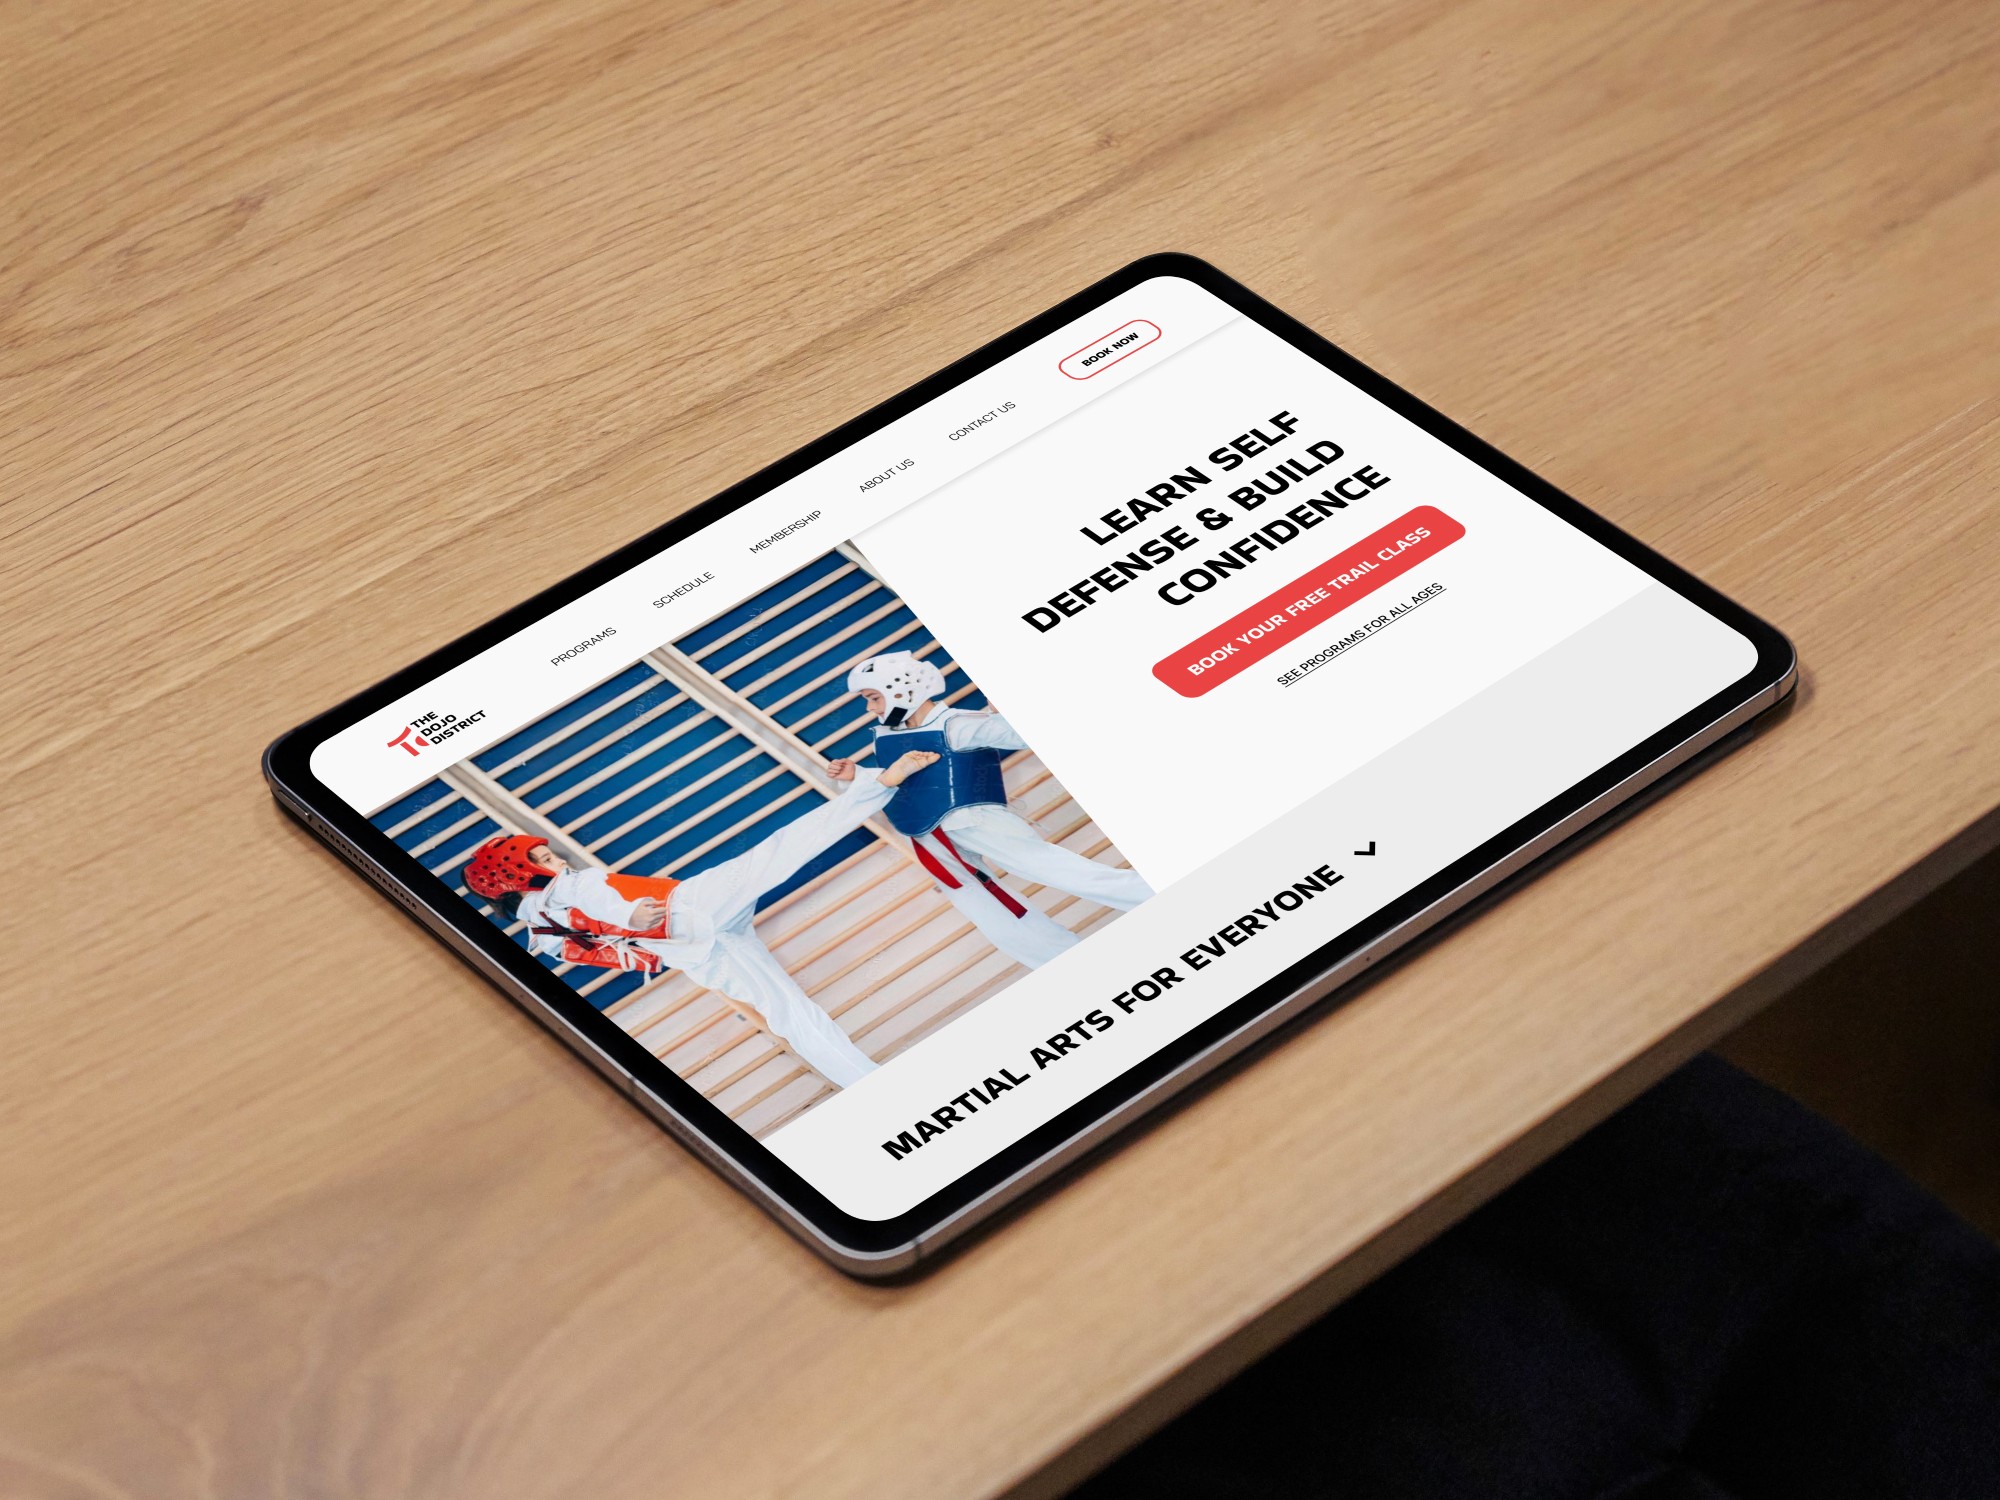 THE
DOJO
DISTRICT
PROGRAMS
SCHEDULE
MEMBERSHIP
ABOUT US
CONTACT US
BOOK NOW
LEARN SELF
DEFENSE & BUILD
CONFIDENCE
BOOK YOUR FREE TRAIL CLASS
SEE PROGRAMS FOR ALL AGES
MARTIAL ARTS FOR EVERYONE